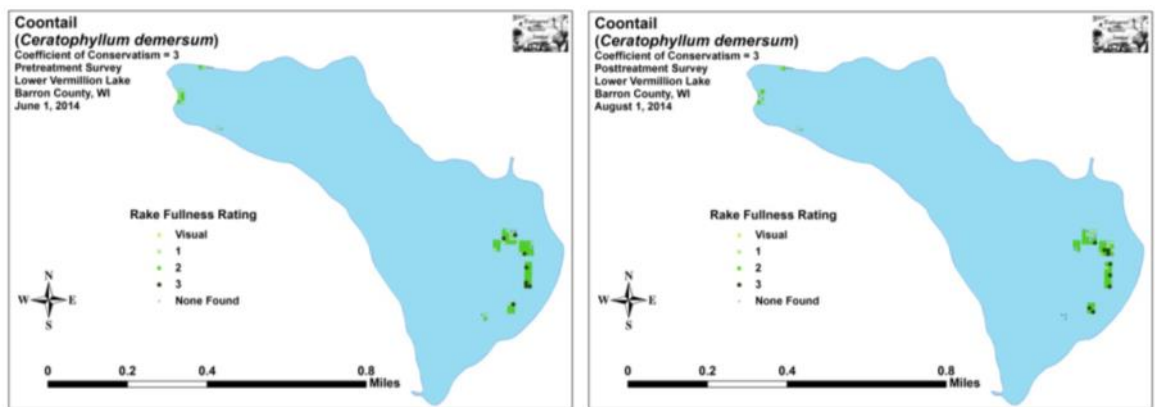 Coontail
(Ceratophyllum demersum)
Coefficient of Conservatism = 3
Pretreatment Survey
Lower Vermillion Lake
Barron County, WI
June 1, 2014
Rake Fullness Rating
Visual
1
2
3
None Found
N
W E
S
0 0.2 0.4 0.8
Miles
Coontail
(Ceratophyllum demersum)
Coefficient of Conservatism = 3
Posttreatment Survey
Lower Vermillion Lake
Barron County, WI
August 1, 2014
Rake Fullness Rating
Visual
1
2
3
None Found
N
W E
S
0 0.2 0.4 0.8
Miles